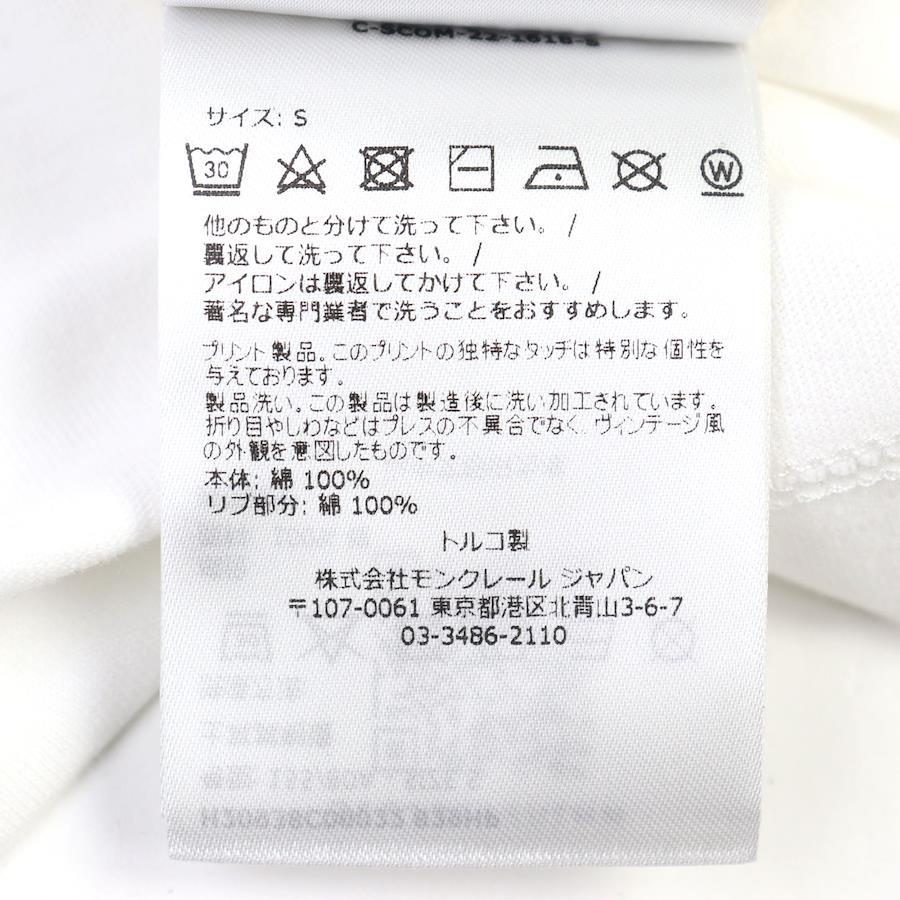 C-SCOM-22-1616-S
サイズ: S
30
W
他のものと分けて洗って下さい。 /
裏返して洗って下さい。 /
アイロンは裏返してかけて下さい。 /
著名な専門業者で洗うことをおすすめします。
プリント製品。このプリントの独特なタッチは特別な個性を
与えております。
製品洗い。この製品は製造後に洗い加工されています。
折り目やしわなどはプレスの不具合でなく、ヴィンテージ風
の外観を意図したものです。
本体: 綿 100%
リブ部分: 綿 100%
トルコ製
株式会社モンクレール ジャパン
〒107-0061 東京都港区北青山3-6-7
03-3486-2110